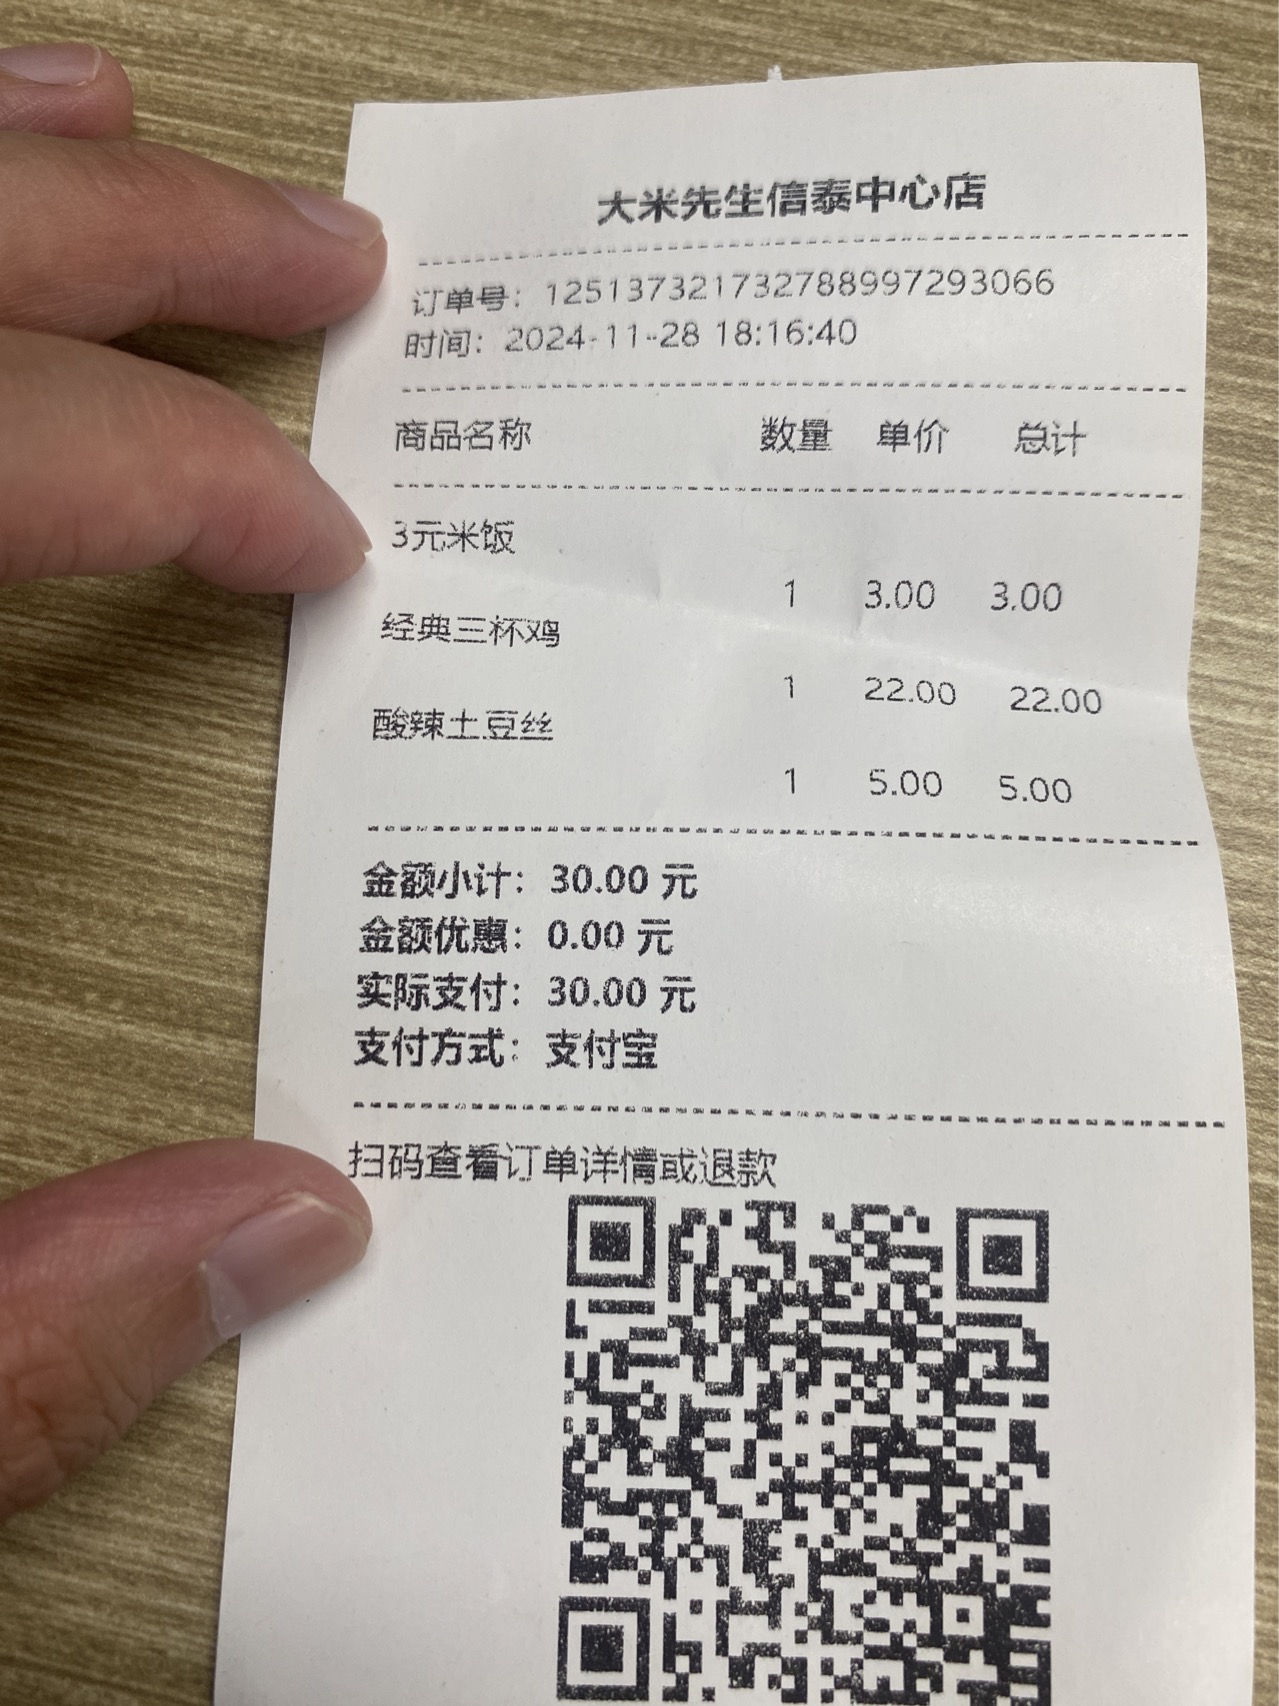 大米先生信泰中心店
订单号：1251373217327889​97293066
时间：2024-11-28 18:16:40
商品名称 数量 单价 总计
3元米饭
1 3.00 3.00
经典三杯鸡
1 22.00 22.00
酸辣土豆丝
1 5.00 5.00
金额小计：30.00 元
金额优惠：0.00 元
实际支付：30.00 元
支付方式：支付宝
扫码查看订单详情或退款